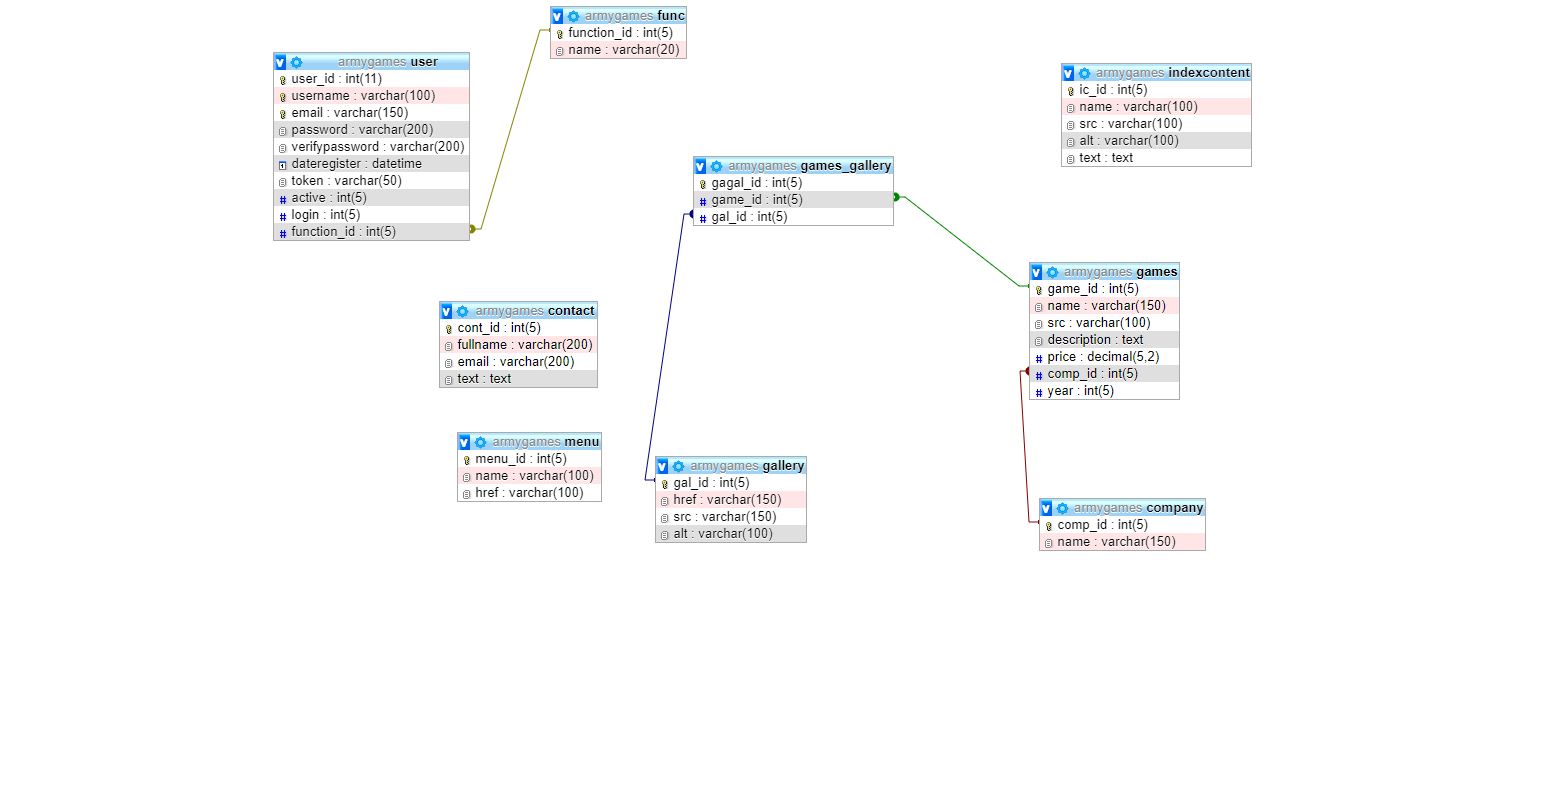 armygames func
function_id : int(5)
name : varchar(20)
armygames user
user_id : int(11)
username : varchar(100)
email : varchar(150)
password : varchar(200)
verifypassword : varchar(200)
dateregister : datetime
token : varchar(50)
active : int(5)
login : int(5)
function_id : int(5)
armygames indexcontent
ic_id : int(5)
name : varchar(100)
src : varchar(100)
alt : varchar(100)
text : text
armygames games_gallery
gagal_id : int(5)
game_id : int(5)
gal_id : int(5)
armygames games
game_id : int(5)
name : varchar(150)
src : varchar(100)
description : text
price : decimal(5,2)
comp_id : int(5)
year : int(5)
armygames contact
cont_id : int(5)
fullname : varchar(200)
email : varchar(200)
text : text
armygames menu
menu_id : int(5)
name : varchar(100)
href : varchar(100)
armygames gallery
gal_id : int(5)
href : varchar(150)
src : varchar(150)
alt : varchar(100)
armygames company
comp_id : int(5)
name : varchar(150)